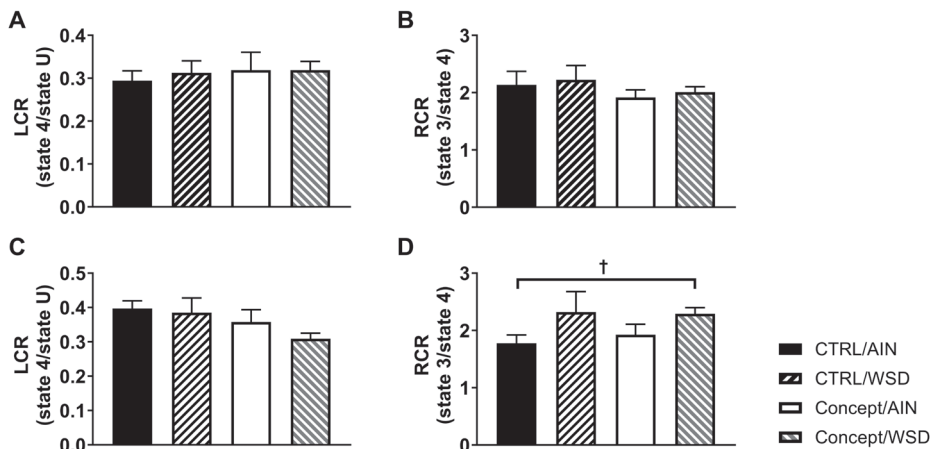 A
LCR
(state 4/state U)
0.4
0.3
0.2
0.1
0.0
B
RCR
(state 3/state 4)
3
2
1
0
C
LCR
(state 4/state U)
0.5
0.4
0.3
0.2
0.1
0.0
D
RCR
(state 3/state 4)
3
2
1
0
†
CTRL/AIN
CTRL/WSD
Concept/AIN
Concept/WSD